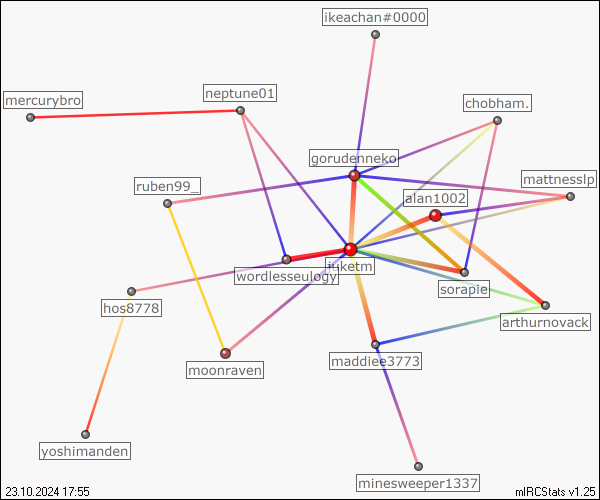 ikeachan#0000
mercurybro
neptune01
chobham.
gorudenneko
ruben99_
mattnesslp
alan1002
wordlesseulogy
juketm
sorapie
hos8778
arthurnovack
moonraven
maddiee3773
yoshimanden
minesweeper1337
23.10.2024 17:55
mIRCStats v1.25